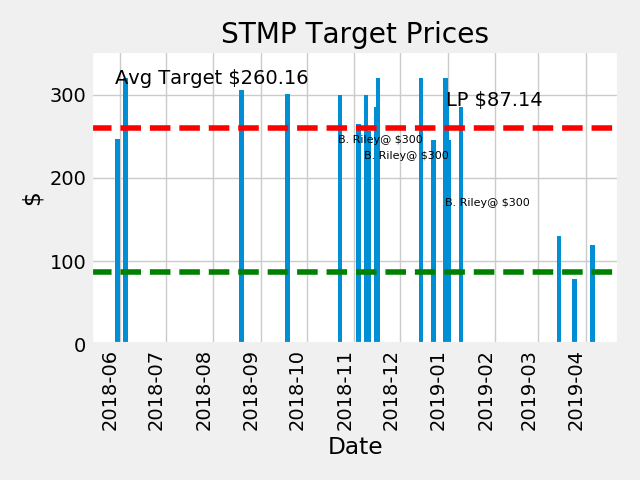 STMP Target Prices
Avg Target $260.16
LP $87.14
B. Riley@ $300
B. Riley@ $300
B. Riley@ $300
$
300
200
100
0
2018-06
2018-07
2018-08
2018-09
2018-10
2018-11
2018-12
2019-01
2019-02
2019-03
2019-04
Date